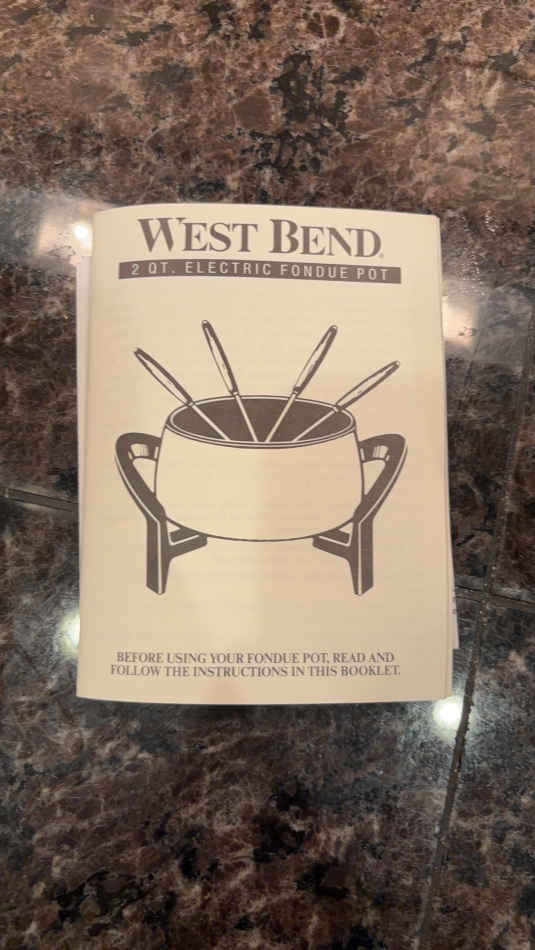 WEST BEND®
2 QT. ELECTRIC FONDUE POT
BEFORE USING YOUR FONDUE POT, READ AND
FOLLOW THE INSTRUCTIONS IN THIS BOOKLET.